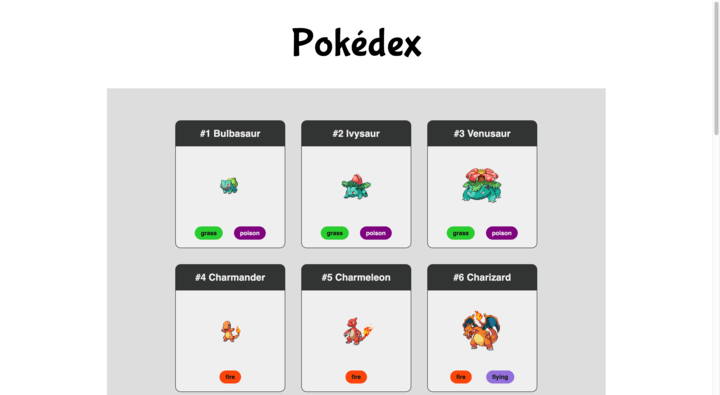 Pokédex
#1 Bulbasaur
#2 Ivysaur
#3 Venusaur
grass poison
grass poison
grass poison
#4 Charmander
#5 Charmeleon
#6 Charizard
fire
fire
fire flying